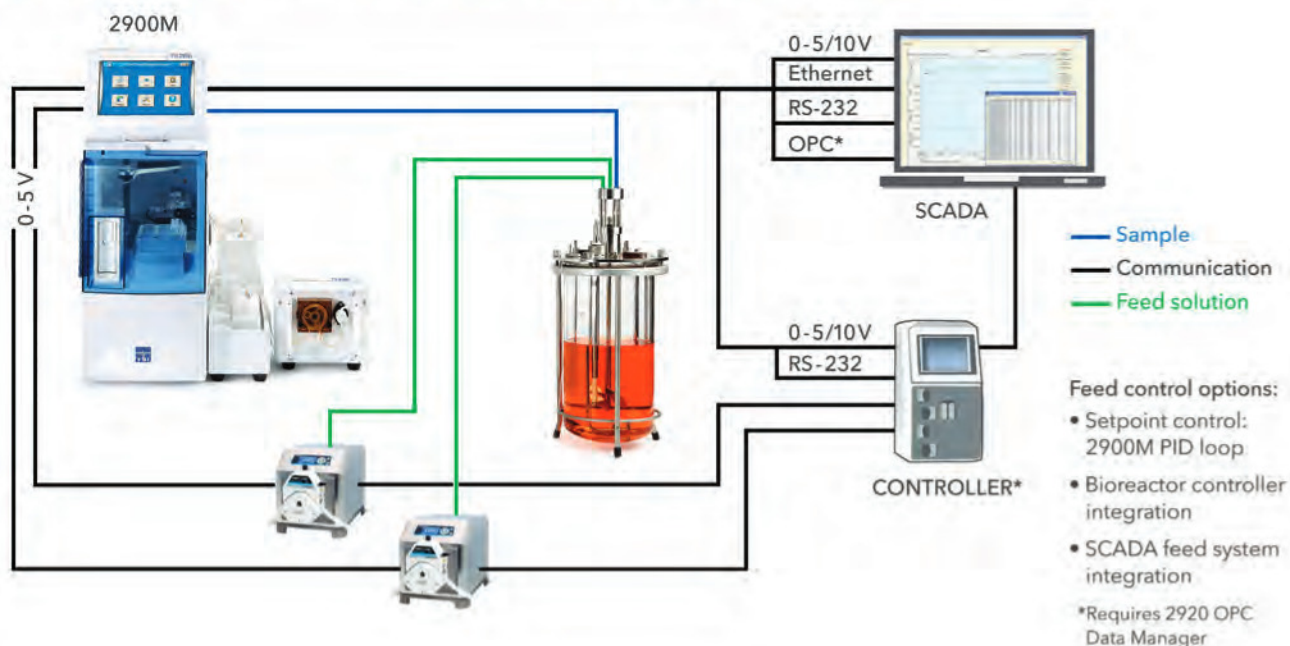 2900M
0-5/10V
Ethernet
RS-232
OPC*
0-5 V
SCADA
Sample
Communication
Feed solution
0-5/10V
RS-232
CONTROLLER*
Feed control options:
• Setpoint control:
2900M PID loop
• Bioreactor controller
integration
• SCADA feed system
integration
*Requires 2920 OPC
Data Manager